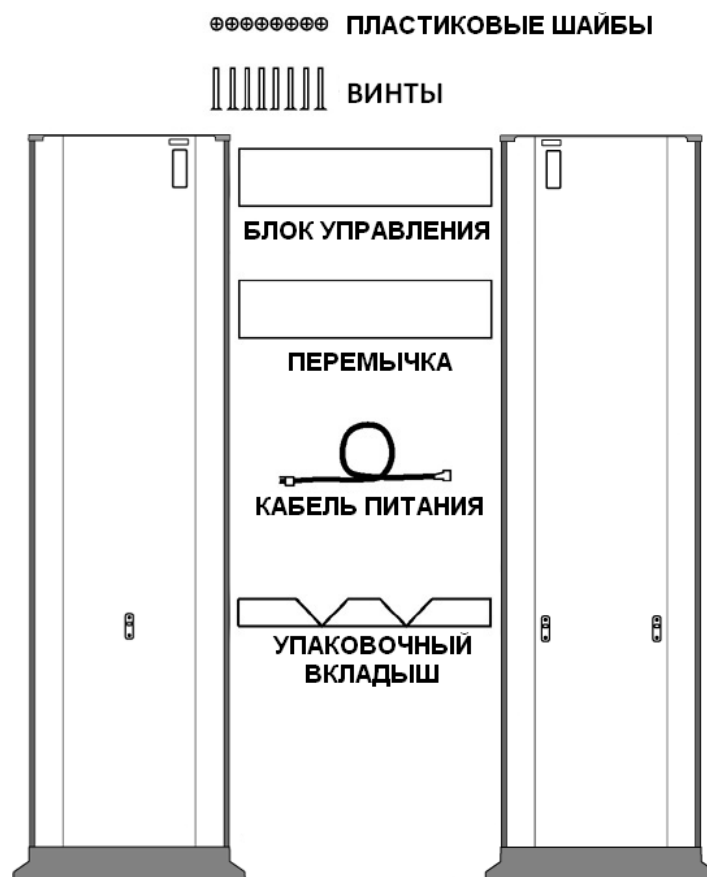 ПЛАСТИКОВЫЕ ШАЙБЫ
ВИНТЫ
БЛОК УПРАВЛЕНИЯ
ПЕРЕМЫЧКА
КАБЕЛЬ ПИТАНИЯ
УПАКОВОЧНЫЙ
ВКЛАДЫШ